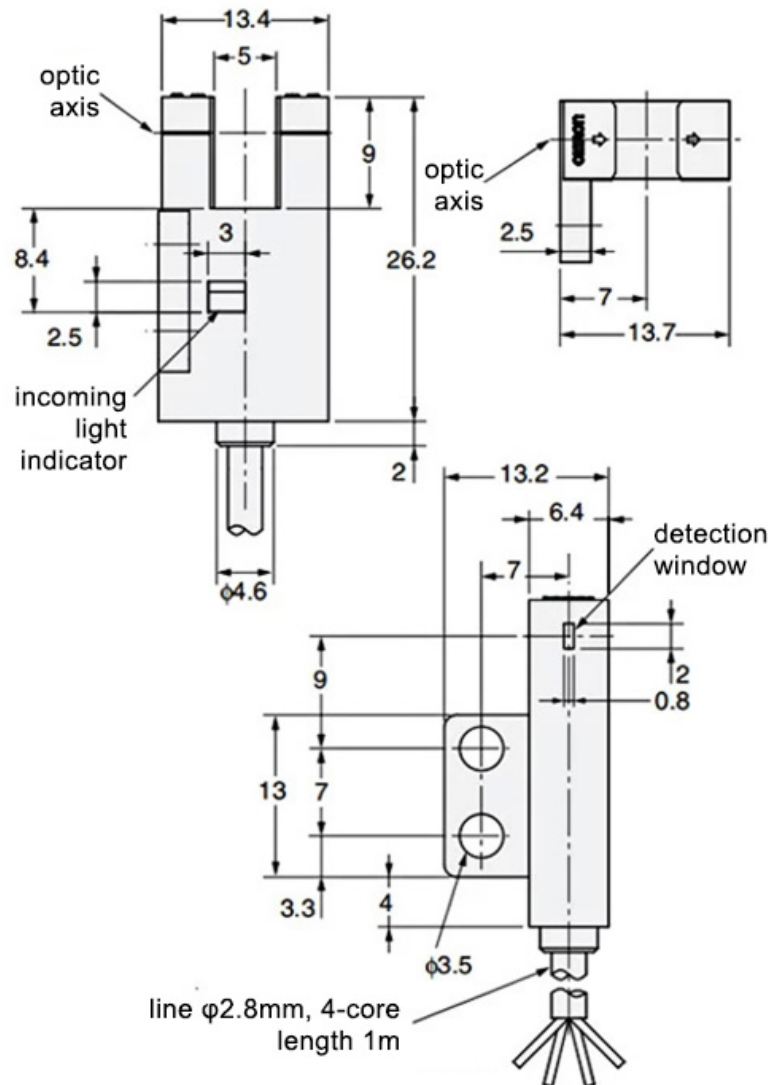 13.4
5
optic
axis
9
optic
axis
3
2.5
8.4
26.2
7
2.5
13.7
incoming
light
indicator
2
13.2
6.4
detection
window
7
φ4.6
2
9
0.8
13
7
3.3
4
φ3.5
line φ2.8mm, 4-core
length 1m